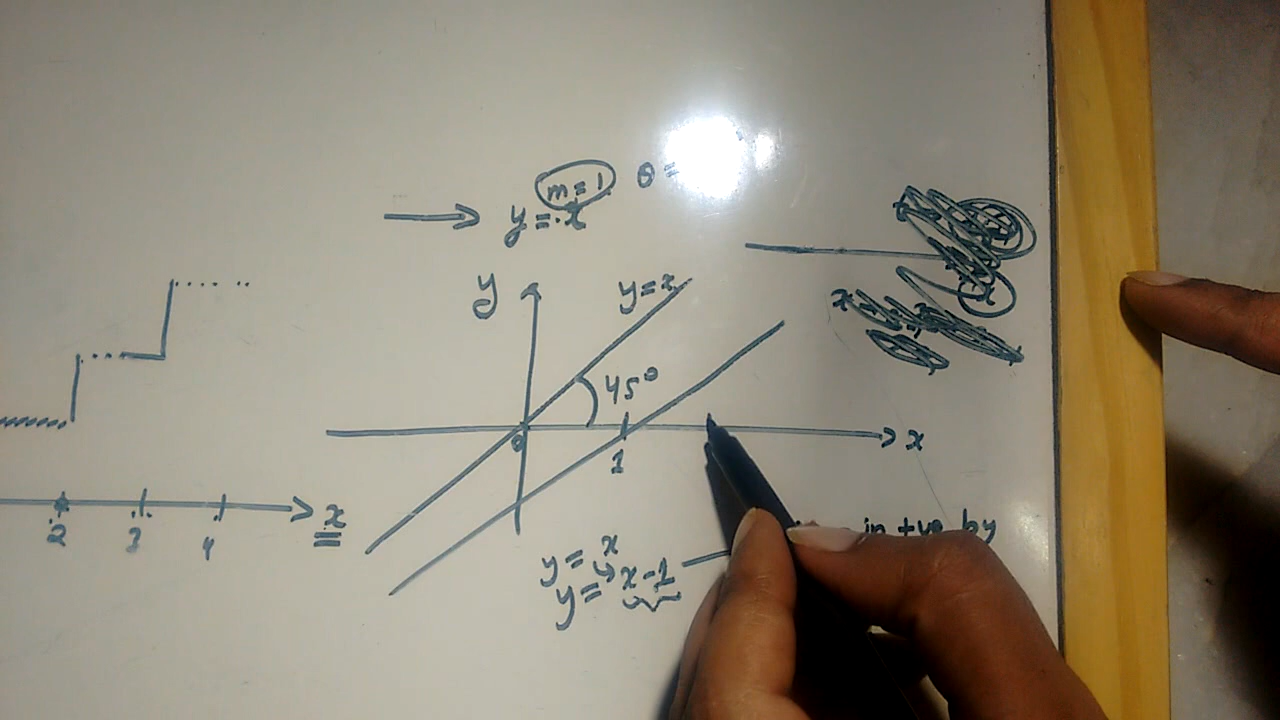 m = 1 θ =
y = x
y
y = x
45°
0
1
x
2 3 4
x
in +ve by
y = x
y = x - 1